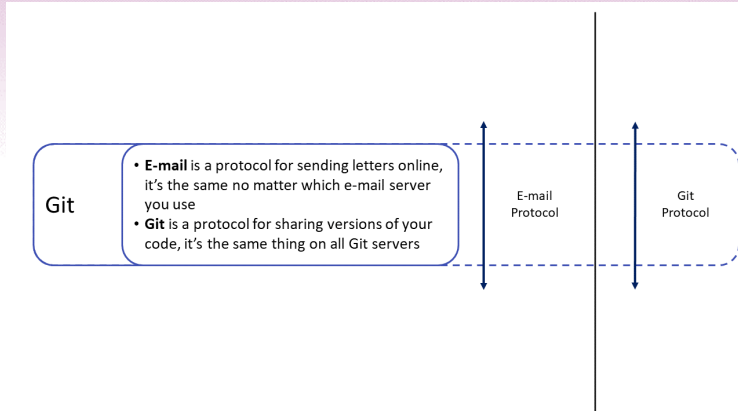 Git
• E-mail is a protocol for sending letters online,
it's the same no matter which e-mail server
you use
• Git is a protocol for sharing versions of your
code, it's the same thing on all Git servers
E-mail
Protocol
Git
Protocol